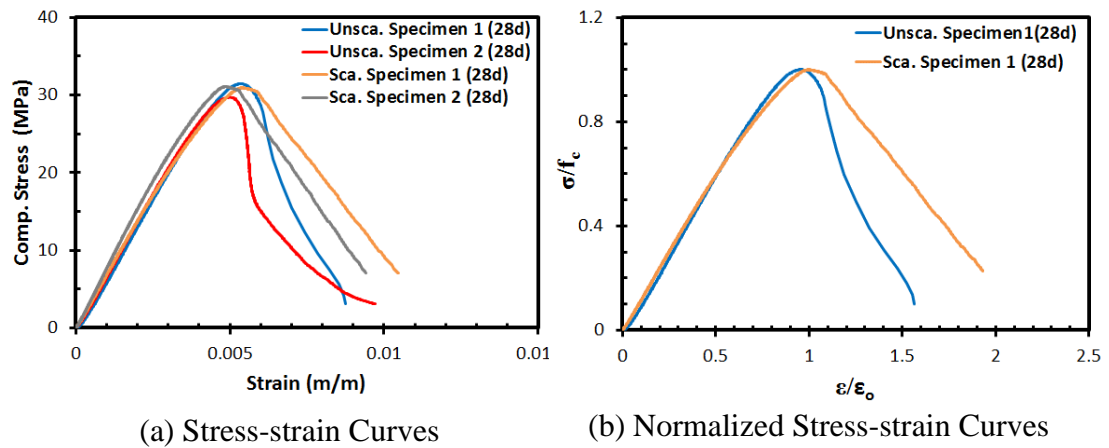 40
30
20
10
0
Comp. Stress (MPa)
Unsca. Specimen 1 (28d)
Unsca. Specimen 2 (28d)
Sca. Specimen 1 (28d)
Sca. Specimen 2 (28d)
0 0.005 0.01 0.01
Strain (m/m)
(a) Stress-strain Curves
1.2
0.8
0.4
0
σ/fc
Unsca. Specimen1(28d)
Sca. Specimen 1 (28d)
0 0.5 1 1.5 2 2.5
ε/εo
(b) Normalized Stress-strain Curves